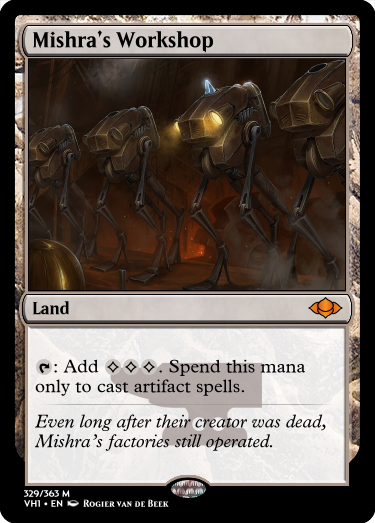 Mishra's Workshop
Land
: Add . Spend this mana
only to cast artifact spells.
Even long after their creator was dead,
Mishra's factories still operated.
329/363 M
VH1 • EN Rogier van de Beek